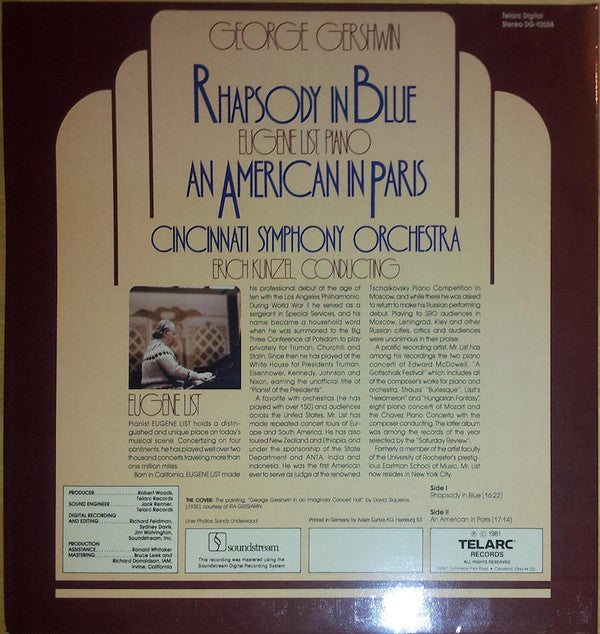 Telarc Digital
Stereo DG-10058
GEORGE GERSHWIN
RHAPSODY IN BLUE
EUGENE LIST, PIANO
AN AMERICAN IN PARIS
CINCINNATI SYMPHONY ORCHESTRA
ERICH KUNZEL CONDUCTING
EUGENE LIST
Pianist EUGENE LIST holds a distin-
guished and unique place on today's
musical scene. Concertizing on four
continents, he has played well over two
thousand concerts traveling more than
one million miles.
Born in California, EUGENE LIST made
his professional debut at the age of
ten with the Los Angeles Philharmonic.
During World War II he served as a
sergeant in Special Services, and his
name became a household word
when he was summoned to the Big
Three Conference at Potsdam to play
privately for Truman, Churchill and
Stalin. Since then he has played at the
White House for Presidents Truman,
Eisenhower, Kennedy, Johnson and
Nixon, earning the unofficial title of
"Pianist of the Presidents".
A favorite with orchestras (he has
played with over 150) and audiences
across the United States, Mr. List has
made repeated concert tours of Eur-
ope and South America. He has also
toured New Zealand and Ethiopia, and
under the sponsorship of the State
Department and ANTA, India and
Indonesia. He was the first American
ever to serve as judge at the renowned
Tschaikovsky Piano Competition in
Moscow, and while there he was asked
to return to make his Russian performing
debut. Playing to SRO audiences in
Moscow, Leningrad, Kiev and other
Russian cities, critics and audiences
were unanimous in their praise.
A prolific recording artist, Mr. List has
among his recordings the two piano
concerti of Edward McDowell, "A
Gottschalk Festival" which includes all
of the composer's works for piano and
orchestra, Strauss' "Burlesque", Liszt's
"Hexameron" and "Hungarian Fantasy",
eight piano concerti of Mozart and
the Chavez Piano Concerto with the
composer conducting. The latter album
was among the records of the year
selected by the "Saturday Review".
Formerly a member of the artist faculty
of the University of Rochester's prestig-
ious Eastman School of Music, Mr. List
now resides in New York City.
PRODUCER Robert Woods,
Telarc Records
SOUND ENGINEER Jack Renner,
Telarc Records
DIGITAL RECORDING
AND EDITING Richard Feldman,
Sydney Davis,
Jim Wolvington,
Soundstream, Inc.
PRODUCTION
ASSISTANCE Ronald Whitaker
MASTERING Bruce Leek and
Richard Donaldson, IAM,
Irvine, California
THE COVER: The painting, "George Gershwin in an Imaginary Concert Hall" by David Siqueiros
(1936), courtesy of IRA GERSHWIN.
Liner Photos: Sandy Underwood
Printed in Germany by Adam Curtze KG, Hamburg 53
soundstream
This recording was mastered using the
Soundstream Digital Recording System
Side I
Rhapsody in Blue (16:22)
Side II
An American in Paris (17:14)
℗ © 1981
TELARC
RECORDS
ALL RIGHTS RESERVED
Commerce Park Road • Cleveland, Ohio 44122